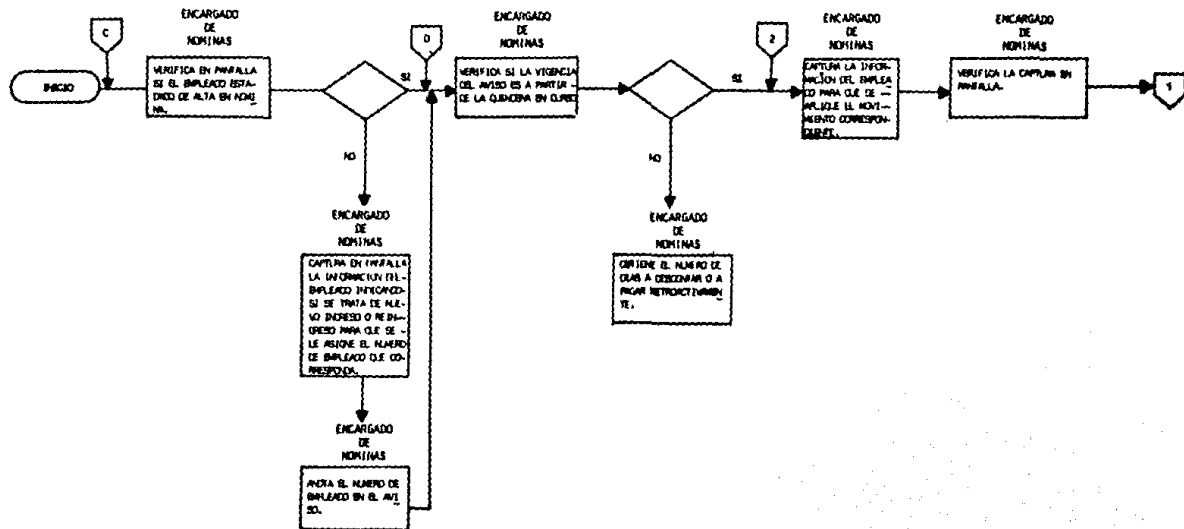 C
INICIO
ENCARGADO
DE
NOMINAS
VERIFICA EN PANTALLA
SI EL EMPLEADO ESTA
DADO DE ALTA EN NOMI
NA.
SI
NO
D
ENCARGADO
DE
NOMINAS
VERIFICA SI LA VIGENCIA
DEL AVISO ES A PARTIR
DE LA QUINCENA EN CURSO
SI
NO
2
ENCARGADO
DE
NOMINAS
CAPTURA LA INFOR-
MACION DEL EMPLEA
DO PARA QUE SE
APLIQUE EL MOVI-
MIENTO CORRESPON-
DIENTE.
ENCARGADO
DE
NOMINAS
VERIFICA LA CAPTURA EN
PANTALLA.
1
ENCARGADO
DE
NOMINAS
CAPTURA EN PANTALLA
LA INFORMACION DEL-
EMPLEADO INDICANDO-
SI SE TRATA DE NUE-
VO INGRESO O REIN-
GRESO PARA QUE SE -
LE ASIGNE EL NUMERO
DE EMPLEADO QUE CO-
RRESPONDA.
ENCARGADO
DE
NOMINAS
OBTIENE EL NUMERO DE
DIAS A DESCONTAR O A
PAGAR RETROACTIVAMEN
TE.
ENCARGADO
DE
NOMINAS
ANOTA EL NUMERO DE
EMPLEADO EN EL AVI
SO.